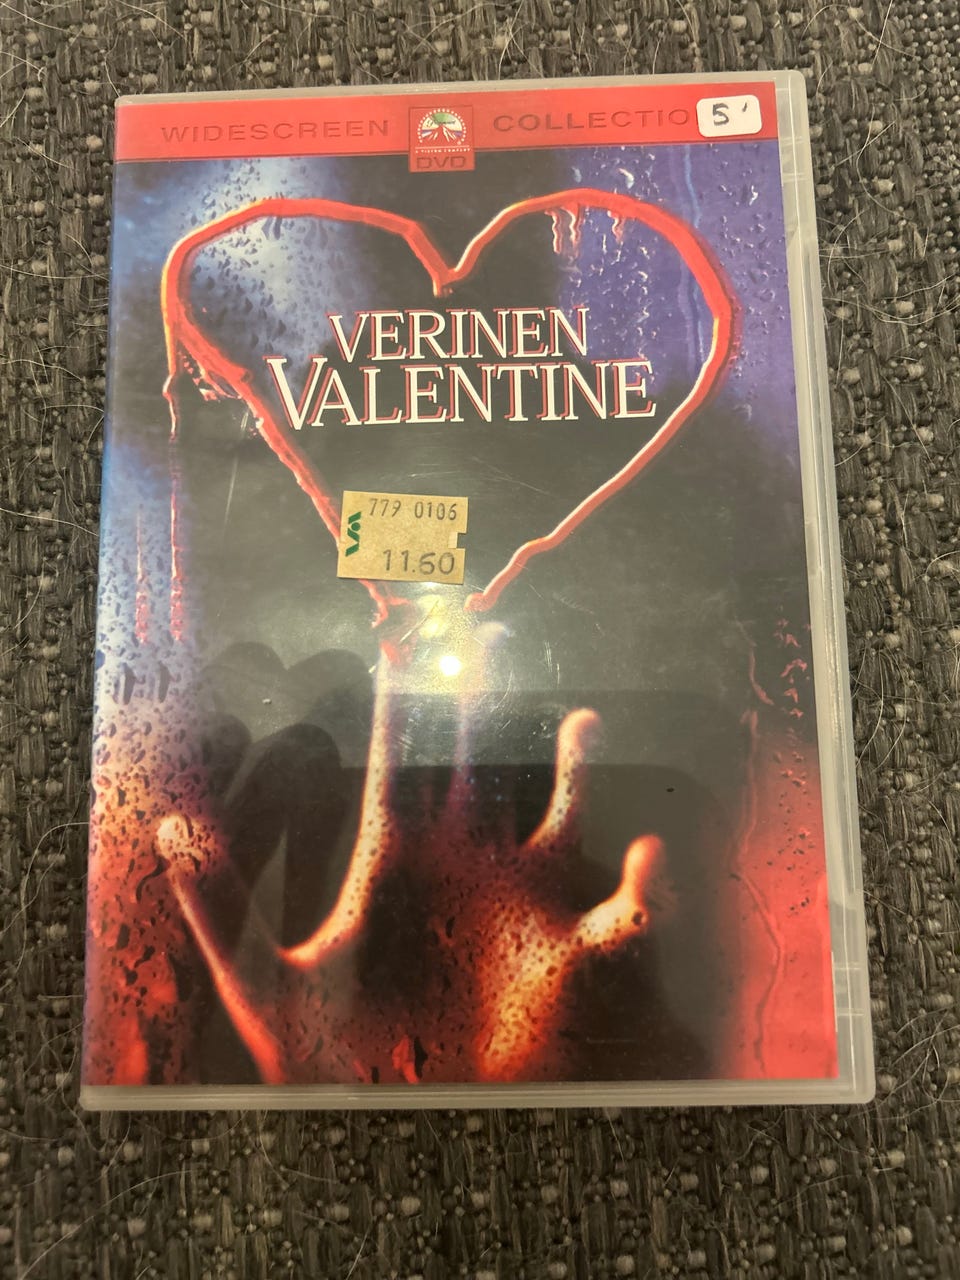 WIDESCREEN
COLLECTIO
5'
DVD
VERINEN
VALENTINE
779 0106
11.60